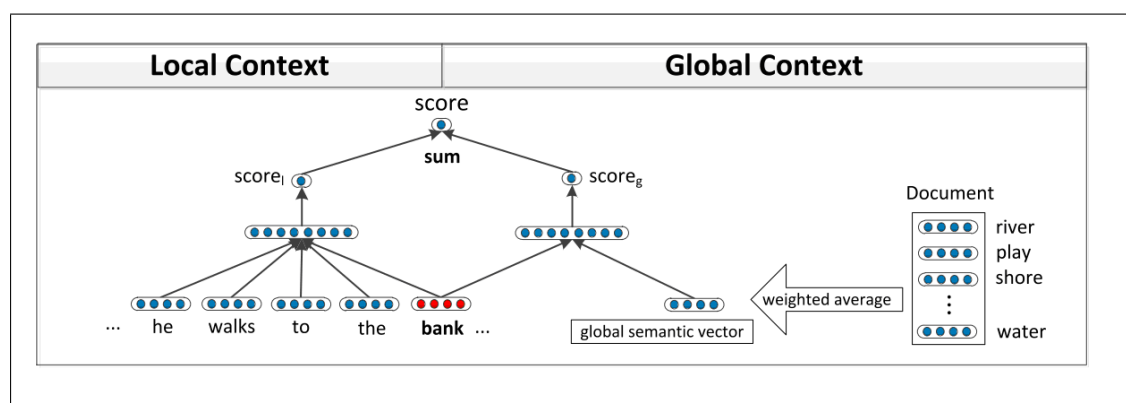 Local Context
Global Context
score
sum
scoreₗ
score_g
Document
river
play
shore
water
weighted average
... he walks to the bank ...
global semantic vector